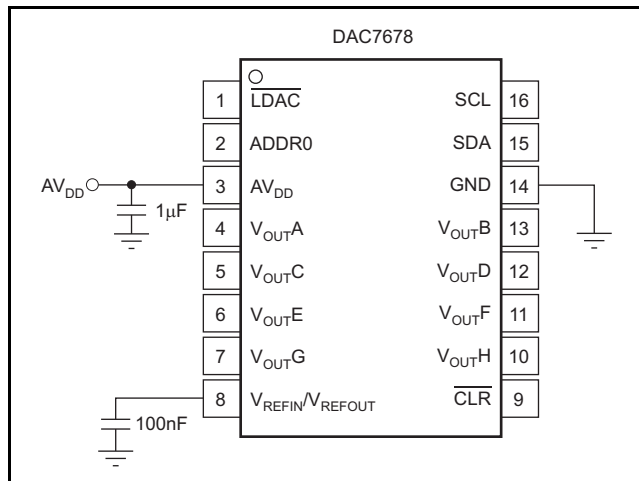 DAC7678
1 LDAC SCL 16
2 ADDR0 SDA 15
AVDD 3 AVDD GND 14
1μF
4 VOUTA VOUTB 13
5 VOUTC VOUTD 12
6 VOUTE VOUTF 11
7 VOUTG VOUTH 10
8 VREFIN/VREFOUT CLR 9
100nF